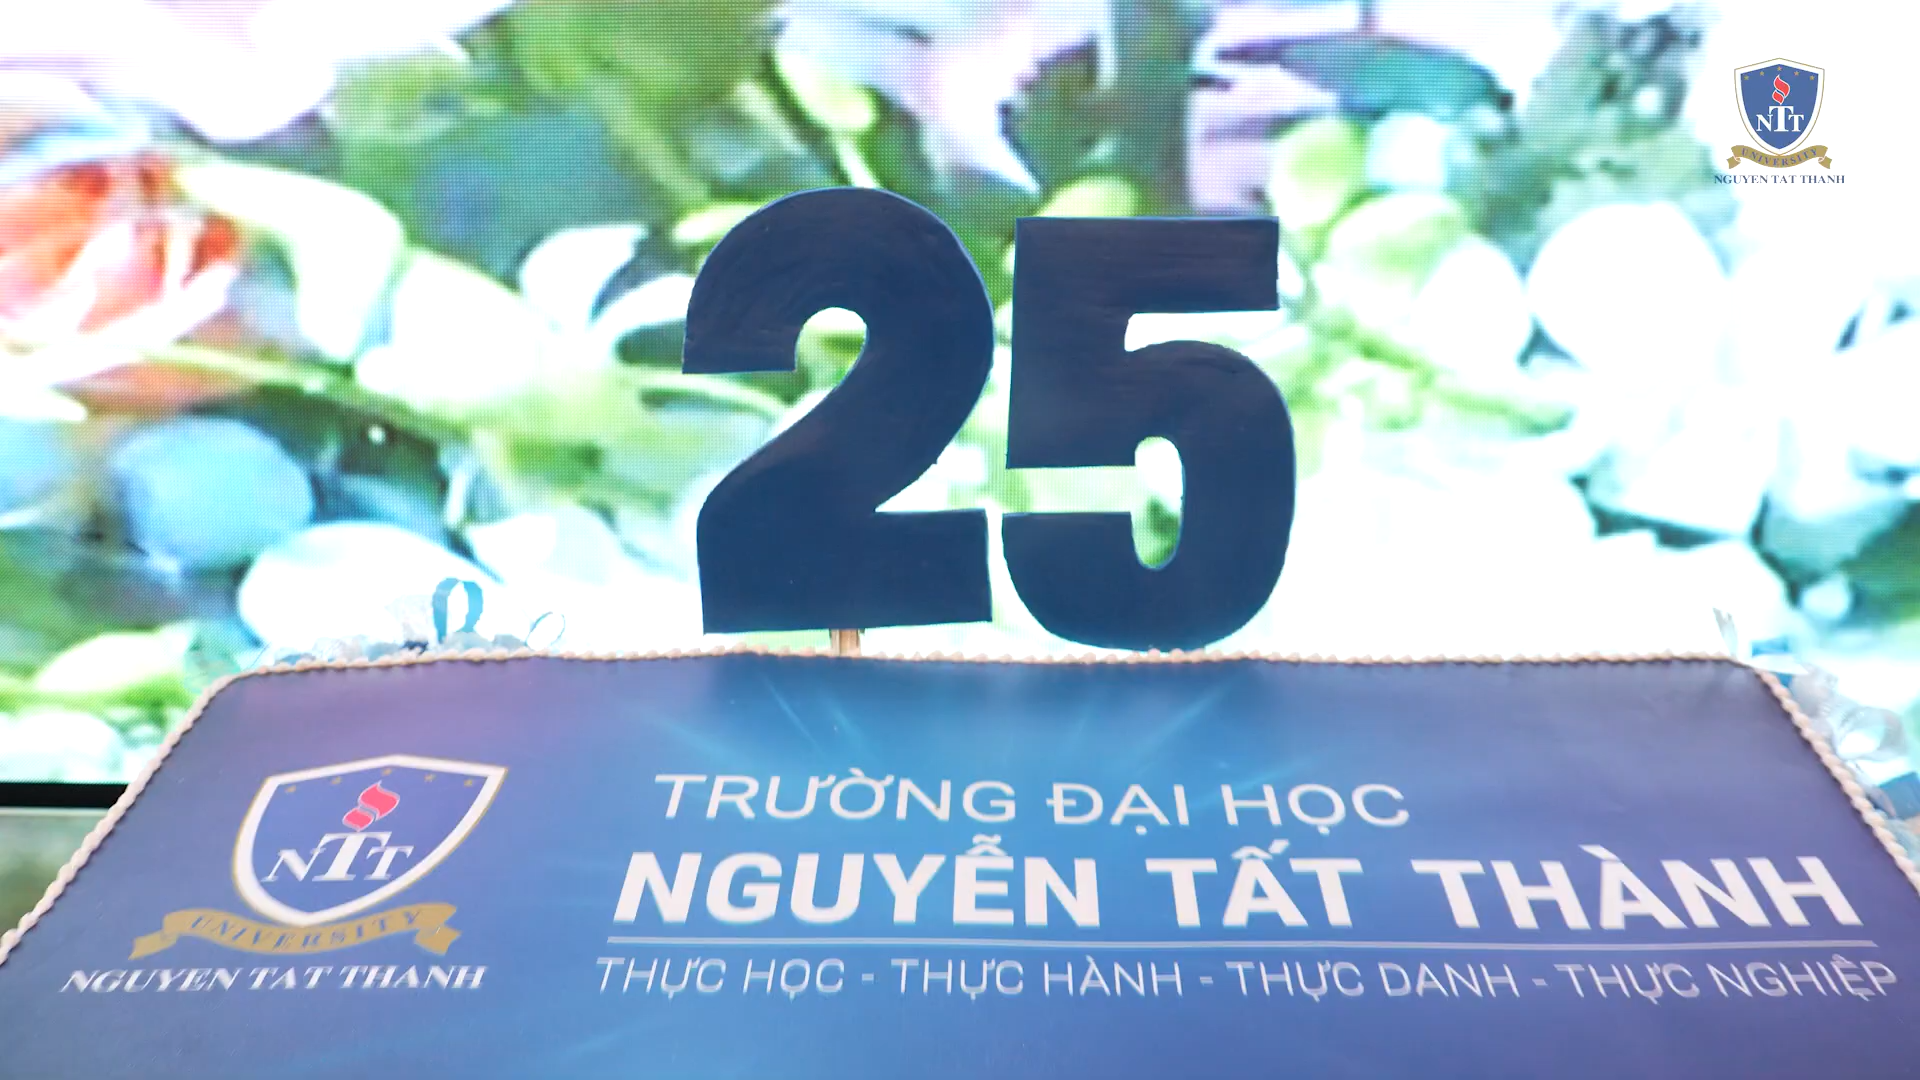 NTT
UNIVERSITY
NGUYEN TAT THANH
25
TRƯỜNG ĐẠI HỌC
NGUYỄN TẤT THÀNH
THỰC HỌC - THỰC HÀNH - THỰC DANH - THỰC NGHIỆP
NTT
UNIVERSITY
NGUYEN TAT THANH